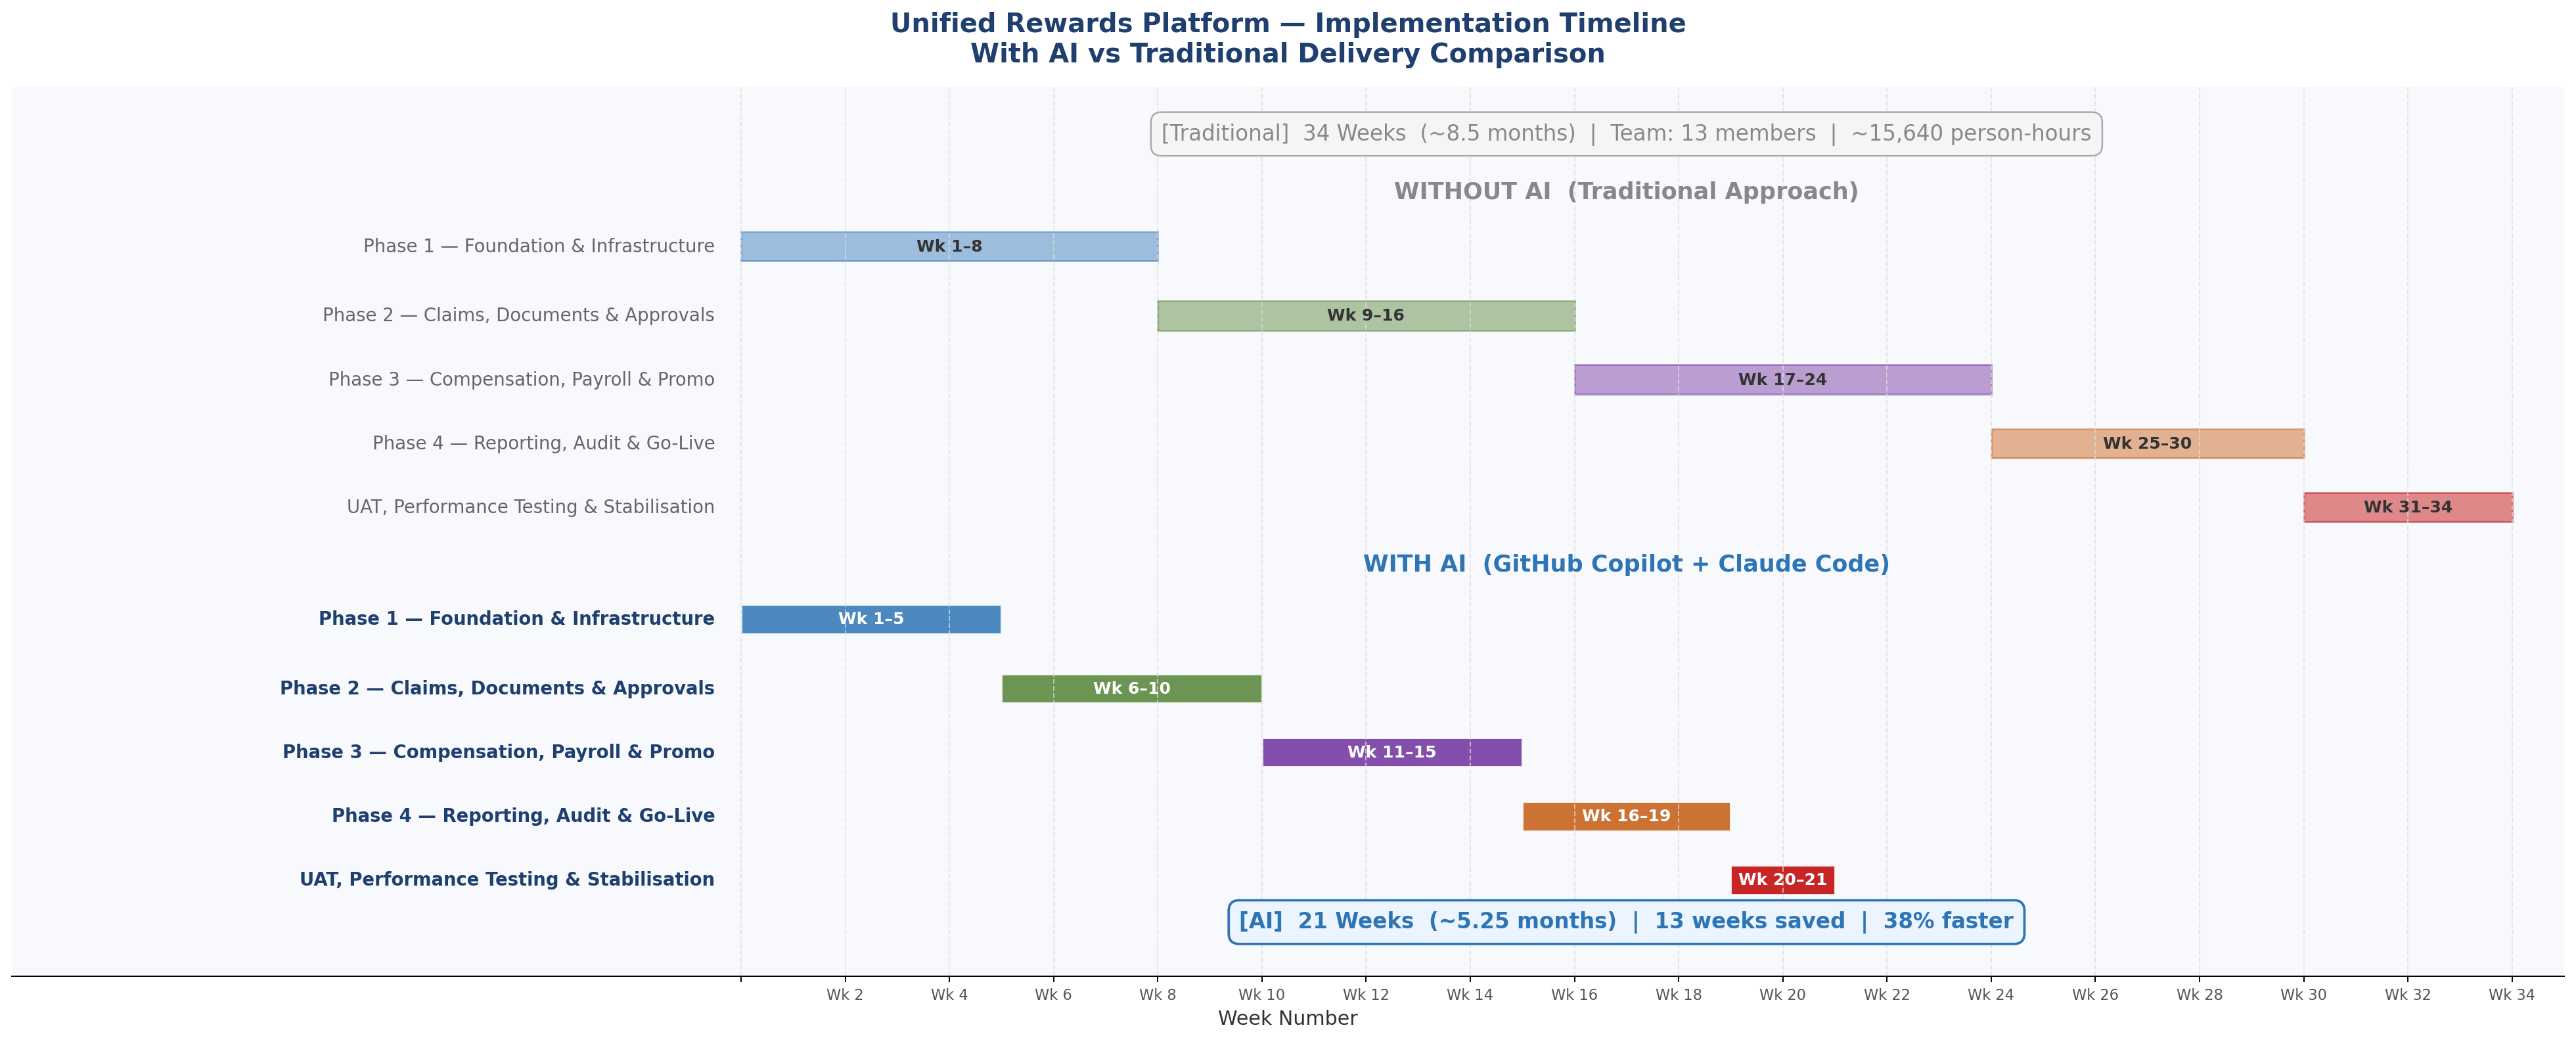 Unified Rewards Platform — Implementation Timeline
With AI vs Traditional Delivery Comparison
[Traditional]  34 Weeks  (~8.5 months)  |  Team: 13 members  |  ~15,640 person-hours
WITHOUT AI  (Traditional Approach)
Phase 1 — Foundation & Infrastructure
Wk 1–8
Phase 2 — Claims, Documents & Approvals
Wk 9–16
Phase 3 — Compensation, Payroll & Promo
Wk 17–24
Phase 4 — Reporting, Audit & Go-Live
Wk 25–30
UAT, Performance Testing & Stabilisation
Wk 31–34
WITH AI  (GitHub Copilot + Claude Code)
Phase 1 — Foundation & Infrastructure
Wk 1–5
Phase 2 — Claims, Documents & Approvals
Wk 6–10
Phase 3 — Compensation, Payroll & Promo
Wk 11–15
Phase 4 — Reporting, Audit & Go-Live
Wk 16–19
UAT, Performance Testing & Stabilisation
Wk 20–21
[AI]  21 Weeks  (~5.25 months)  |  13 weeks saved  |  38% faster
Wk 2 Wk 4 Wk 6 Wk 8 Wk 10 Wk 12 Wk 14 Wk 16 Wk 18 Wk 20 Wk 22 Wk 24 Wk 26 Wk 28 Wk 30 Wk 32 Wk 34
Week Number